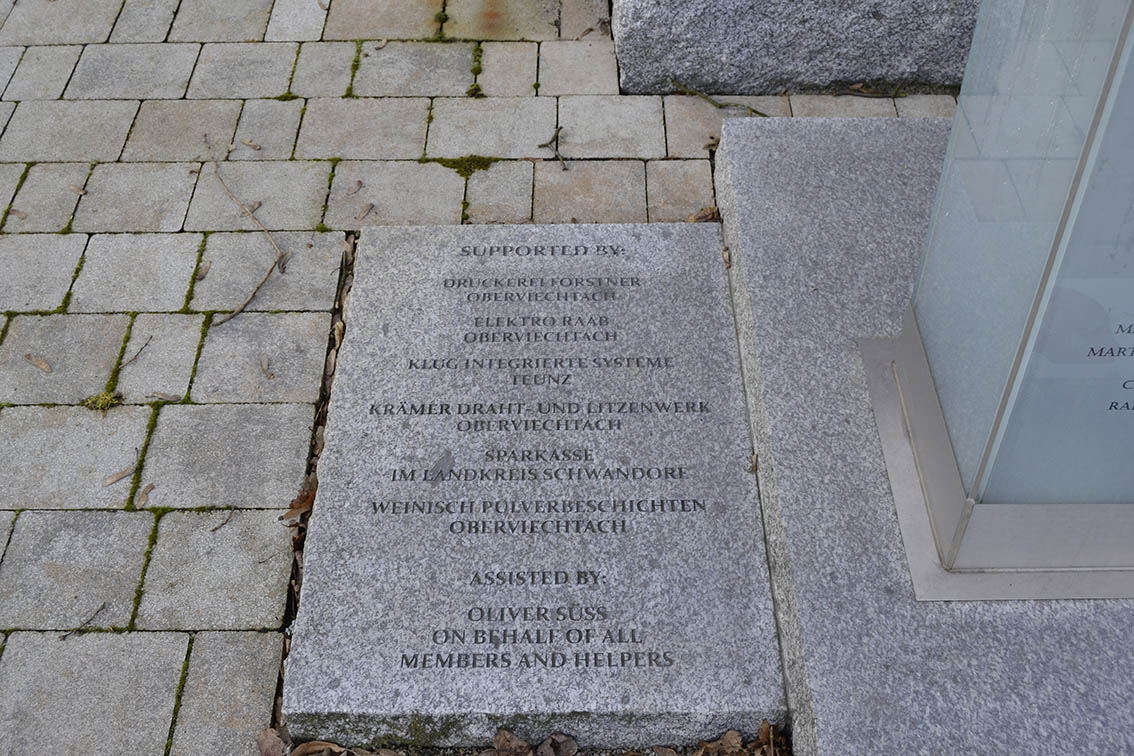 SUPPORTED BY:
DRUCKEREI FORSTNER
OBERVIECHTACH
ELEKTRO RAAB
OBERVIECHTACH
KLUG INTEGRIERTE SYSTEME
TEUNZ
KRÄMER DRAHT- UND LITZENWERK
OBERVIECHTACH
SPARKASSE
IM LANDKREIS SCHWANDORF
WEINISCH PULVERBESCHICHTEN
OBERVIECHTACH
ASSISTED BY:
OLIVER SÜSS
ON BEHALF OF ALL
MEMBERS AND HELPERS